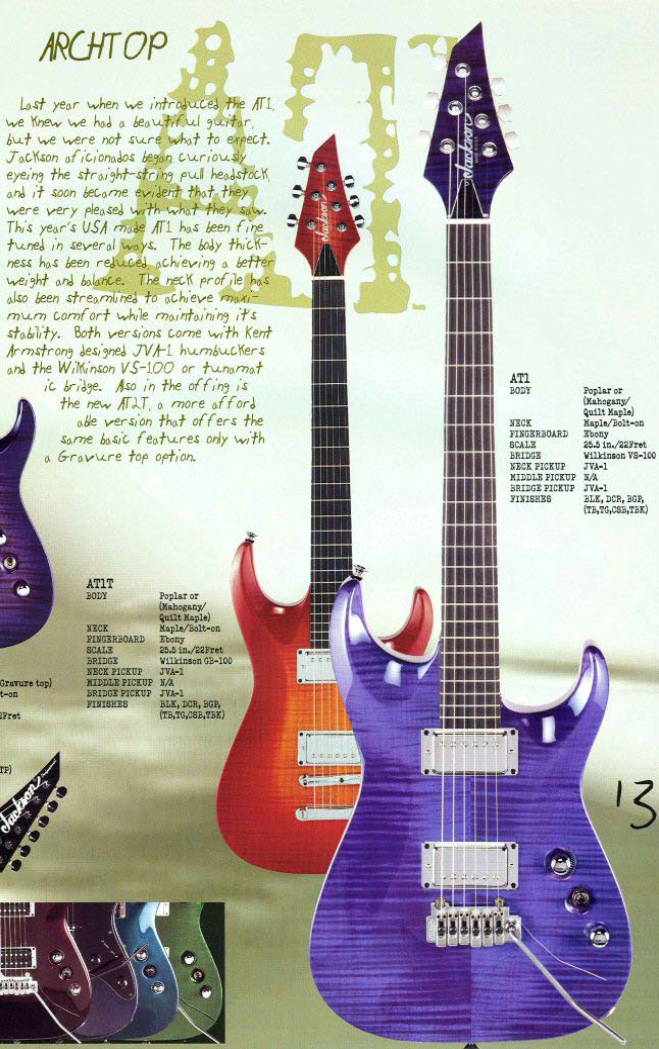 ARCHTOP
AT
Last year when we introduced the AT1,
we knew we had a beautiful guitar,
but we were not sure what to expect.
Jackson aficionados began curiously
eyeing the straight-string pull headstock,
and it soon became evident that they
were very pleased with what they saw.
This year's USA made AT1 has been fine
tuned in several ways. The body thick-
ness has been reduced achieving a better
weight and balance. The neck profile has
also been streamlined to achieve maxi-
mum comfort while maintaining it's
stability. Both versions come with Kent
Armstrong designed JVA-1 humbuckers
and the Wilkinson VS-100 or tunamat
ic bridge. Also in the offing is
the new AT2T, a more afford
able version that offers the
same basic features only with
a Gravure top option.
Jackson
Jackson
AT1
BODY Poplar or
(Mahogany/
Quilt Maple)
NECK Maple/Bolt-on
FINGERBOARD Ebony
SCALE 25.5 in./22Fret
BRIDGE Wilkinson VS-100
NECK PICKUP JVA-1
MIDDLE PICKUP N/A
BRIDGE PICKUP JVA-1
FINISHES BLK, DCR, BGP,
(TB,TG,CSB,TBK)
AT1T
BODY Poplar or
(Mahogany/
Quilt Maple)
NECK Maple/Bolt-on
FINGERBOARD Ebony
SCALE 25.5 in./22Fret
BRIDGE Wilkinson GB-100
NECK PICKUP JVA-1
MIDDLE PICKUP N/A
BRIDGE PICKUP JVA-1
FINISHES BLK, DCR, BGP,
(TB,TG,CSB,TBK)
Gravure top)
t-on
2Fret
TP)
Jackson
13